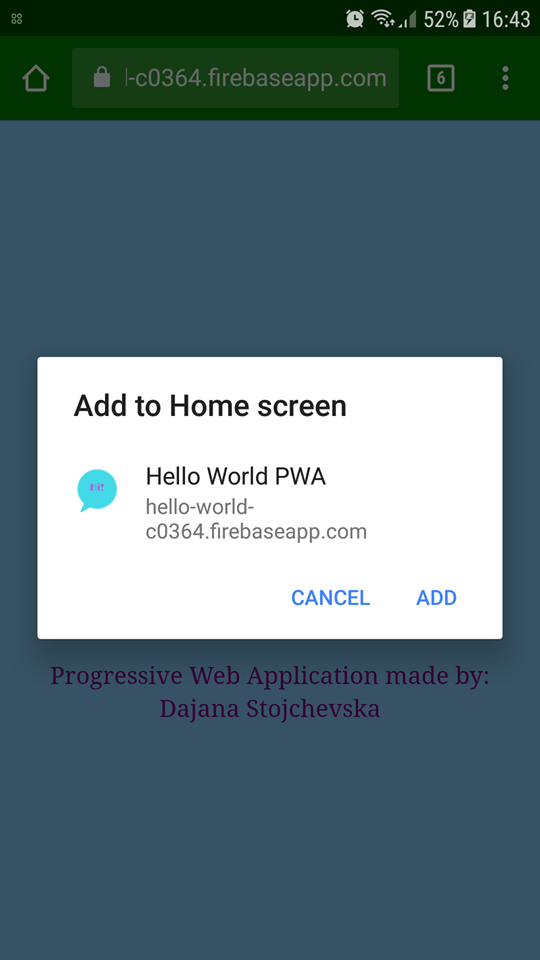 52% 16:43
l-c0364.firebaseapp.com 6
Add to Home screen
Hello World PWA
hello-world-
c0364.firebaseapp.com
CANCEL ADD
Progressive Web Application made by:
Dajana Stojchevska